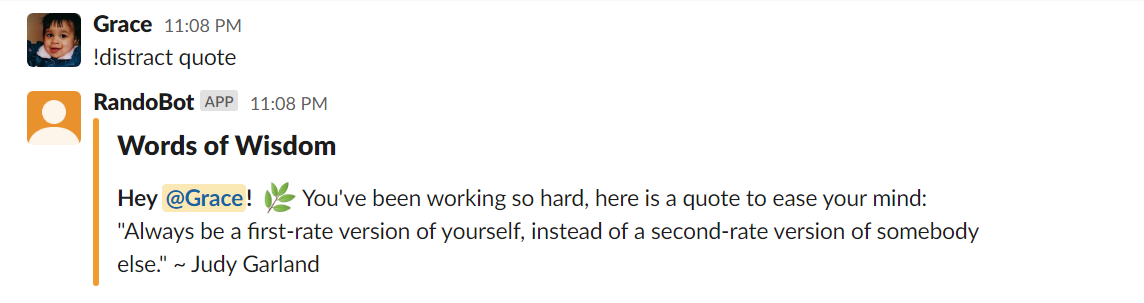 Grace 11:08 PM
!distract quote
RandoBot APP 11:08 PM
Words of Wisdom
Hey @Grace! 🌿 You've been working so hard, here is a quote to ease your mind:
"Always be a first-rate version of yourself, instead of a second-rate version of somebody
else." ~ Judy Garland